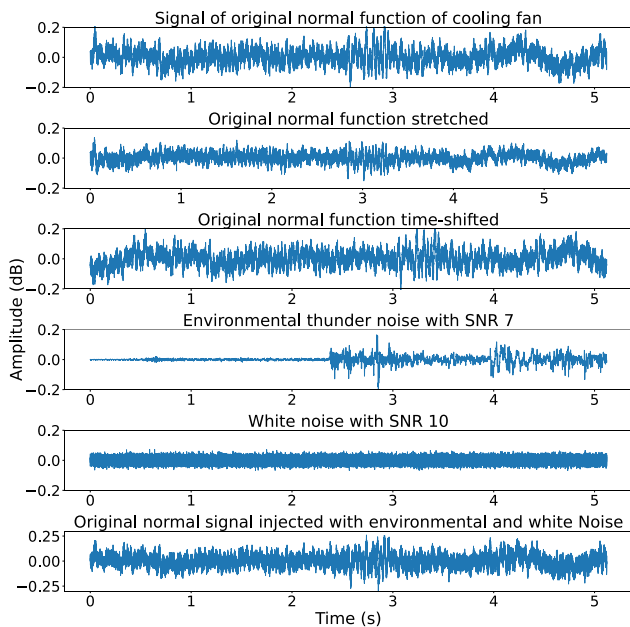 Signal of original normal function of cooling fan
0.2
0.0
−0.2
0 1 2 3 4 5
Original normal function stretched
0.2
0.0
−0.2
0 1 2 3 4 5
Original normal function time-shifted
0.2
0.0
−0.2
0 1 2 3 4 5
Amplitude (dB)
Environmental thunder noise with SNR 7
0.2
0.0
−0.2
0 1 2 3 4 5
White noise with SNR 10
0.2
0.0
−0.2
0 1 2 3 4 5
Original normal signal injected with environmental and white Noise
0.25
0.00
−0.25
0 1 2 3 4 5
Time (s)